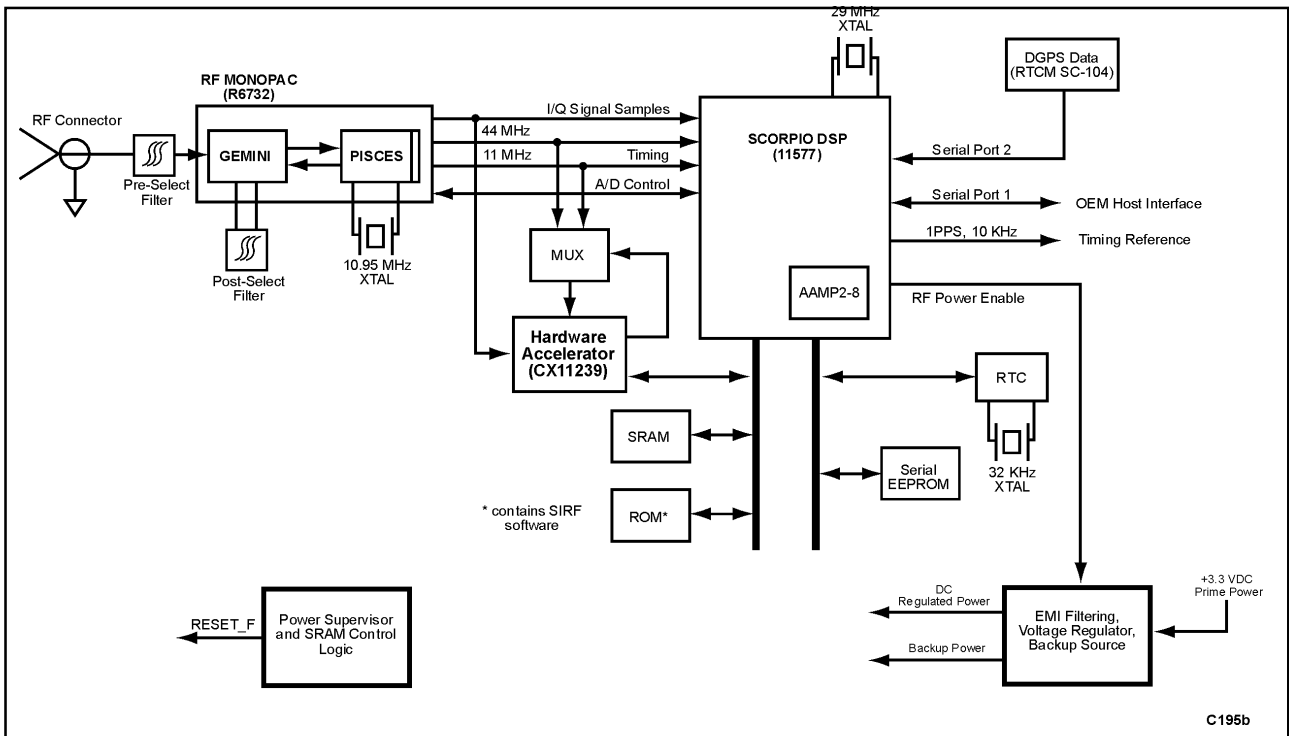 29 MHz
XTAL
DGPS Data
(RTCM SC-104)
RF MONOPAC
(R6732)
RF Connector
I/Q Signal Samples
44 MHz
11 MHz
Timing
A/D Control
GEMINI
PISCES
SCORPIO DSP
(11577)
Serial Port 2
Serial Port 1
OEM Host Interface
1PPS, 10 KHz
Timing Reference
Pre-Select
Filter
Post-Select
Filter
10.95 MHz
XTAL
MUX
AAMP2-8
RF Power Enable
Hardware
Accelerator
(CX11239)
RTC
32 KHz
XTAL
SRAM
Serial
EEPROM
* contains SIRF
software
ROM*
RESET_F
Power Supervisor
and SRAM Control
Logic
DC
Regulated Power
Backup Power
EMI Filtering,
Voltage Regulator,
Backup Source
+3.3 VDC
Prime Power
C195b